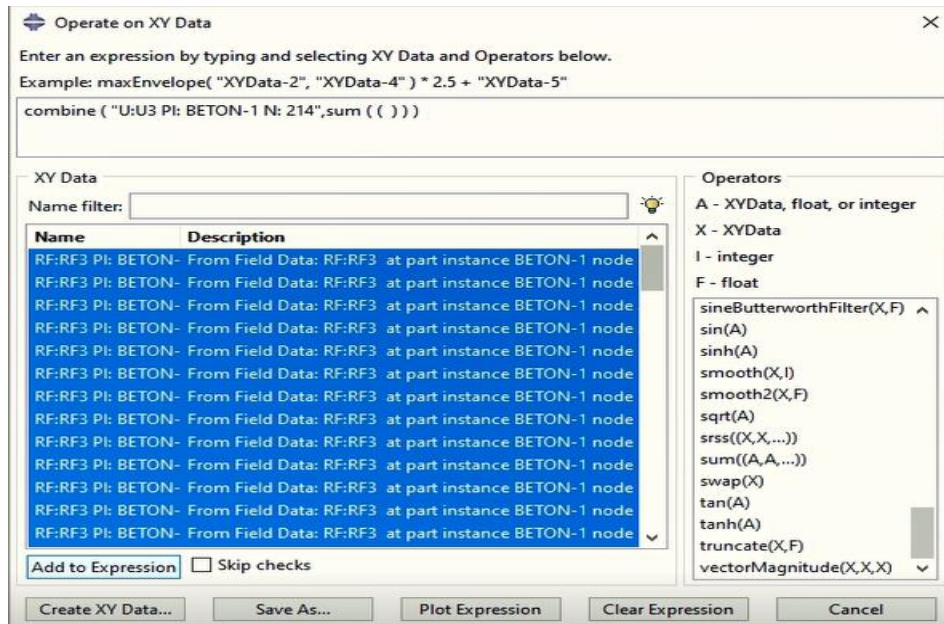 Operate on XY Data
Enter an expression by typing and selecting XY Data and Operators below.
Example: maxEnvelope( "XYData-2", "XYData-4" ) * 2.5 + "XYData-5"
combine ( "U:U3 PI: BETON-1 N: 214",sum ( ( ) ) )
XY Data
Name filter:
Name Description
RF:RF3 PI: BETON- From Field Data: RF:RF3 at part instance BETON-1 node
RF:RF3 PI: BETON- From Field Data: RF:RF3 at part instance BETON-1 node
RF:RF3 PI: BETON- From Field Data: RF:RF3 at part instance BETON-1 node
RF:RF3 PI: BETON- From Field Data: RF:RF3 at part instance BETON-1 node
RF:RF3 PI: BETON- From Field Data: RF:RF3 at part instance BETON-1 node
RF:RF3 PI: BETON- From Field Data: RF:RF3 at part instance BETON-1 node
RF:RF3 PI: BETON- From Field Data: RF:RF3 at part instance BETON-1 node
RF:RF3 PI: BETON- From Field Data: RF:RF3 at part instance BETON-1 node
RF:RF3 PI: BETON- From Field Data: RF:RF3 at part instance BETON-1 node
RF:RF3 PI: BETON- From Field Data: RF:RF3 at part instance BETON-1 node
RF:RF3 PI: BETON- From Field Data: RF:RF3 at part instance BETON-1 node
RF:RF3 PI: BETON- From Field Data: RF:RF3 at part instance BETON-1 node
RF:RF3 PI: BETON- From Field Data: RF:RF3 at part instance BETON-1 node
Add to Expression Skip checks
Operators
A - XYData, float, or integer
X - XYData
I - integer
F - float
sineButterworthFilter(X,F)
sin(A)
sinh(A)
smooth(X,I)
smooth2(X,F)
sqrt(A)
srss((X,X,...))
sum((A,A,...))
swap(X)
tan(A)
tanh(A)
truncate(X,F)
vectorMagnitude(X,X,X)
Create XY Data... Save As... Plot Expression Clear Expression Cancel